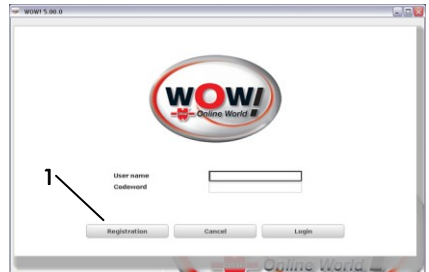 WOW! 5.00.0
WOW!
Online World
User name
Codeword
1
Registration Cancel Login
Online World